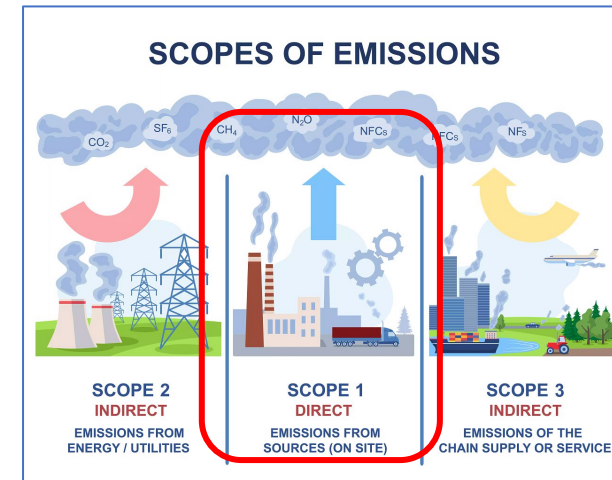 SCOPES OF EMISSIONS
CO₂
SF₆
CH₄
N₂O
NFCs
NFs
SCOPE 2
INDIRECT
EMISSIONS FROM
ENERGY / UTILITIES
SCOPE 1
DIRECT
EMISSIONS FROM
SOURCES (ON SITE)
SCOPE 3
INDIRECT
EMISSIONS OF THE
CHAIN SUPPLY OR SERVICE